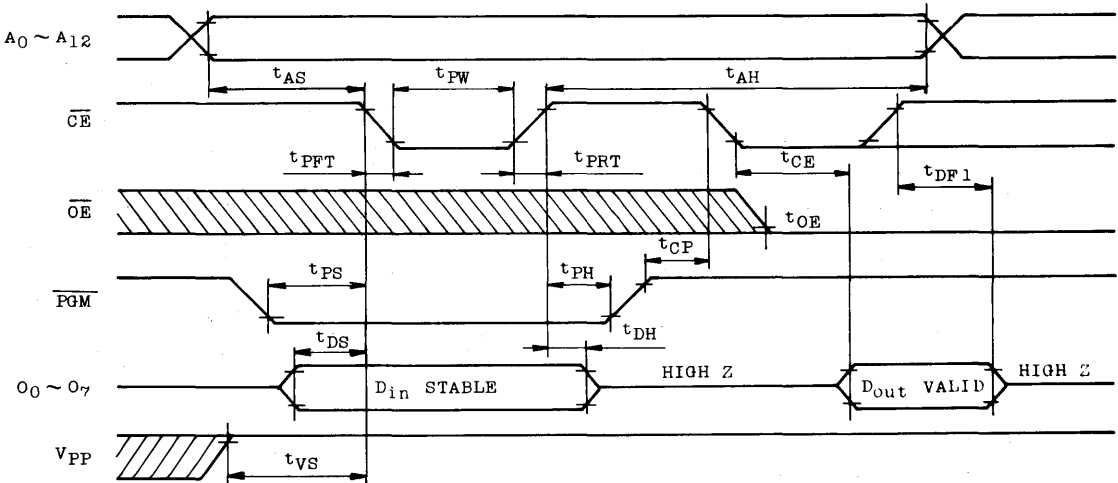 A0 ~ A12
tAS
tPW
tAH
CE
tPFT
tPRT
tCE
tDF1
OE
tOE
tCP
PGM
tPS
tPH
tDS
tDH
O0 ~ O7
Din STABLE
HIGH Z
Dout VALID
HIGH Z
VPP
tVS